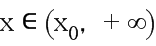 x ∈ (x₀, +∞)